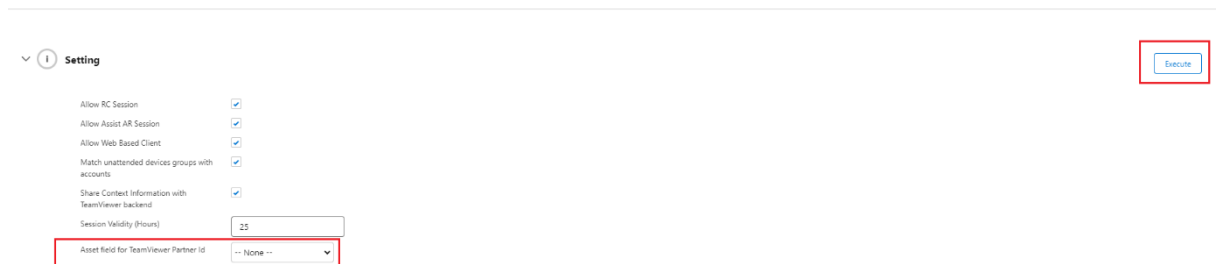 Setting
Execute
Allow RC Session
Allow Assist AR Session
Allow Web Based Client
Match unattended devices groups with
accounts
Share Context Information with
TeamViewer backend
Session Validity (Hours)
25
Asset field for TeamViewer Partner Id
-- None --